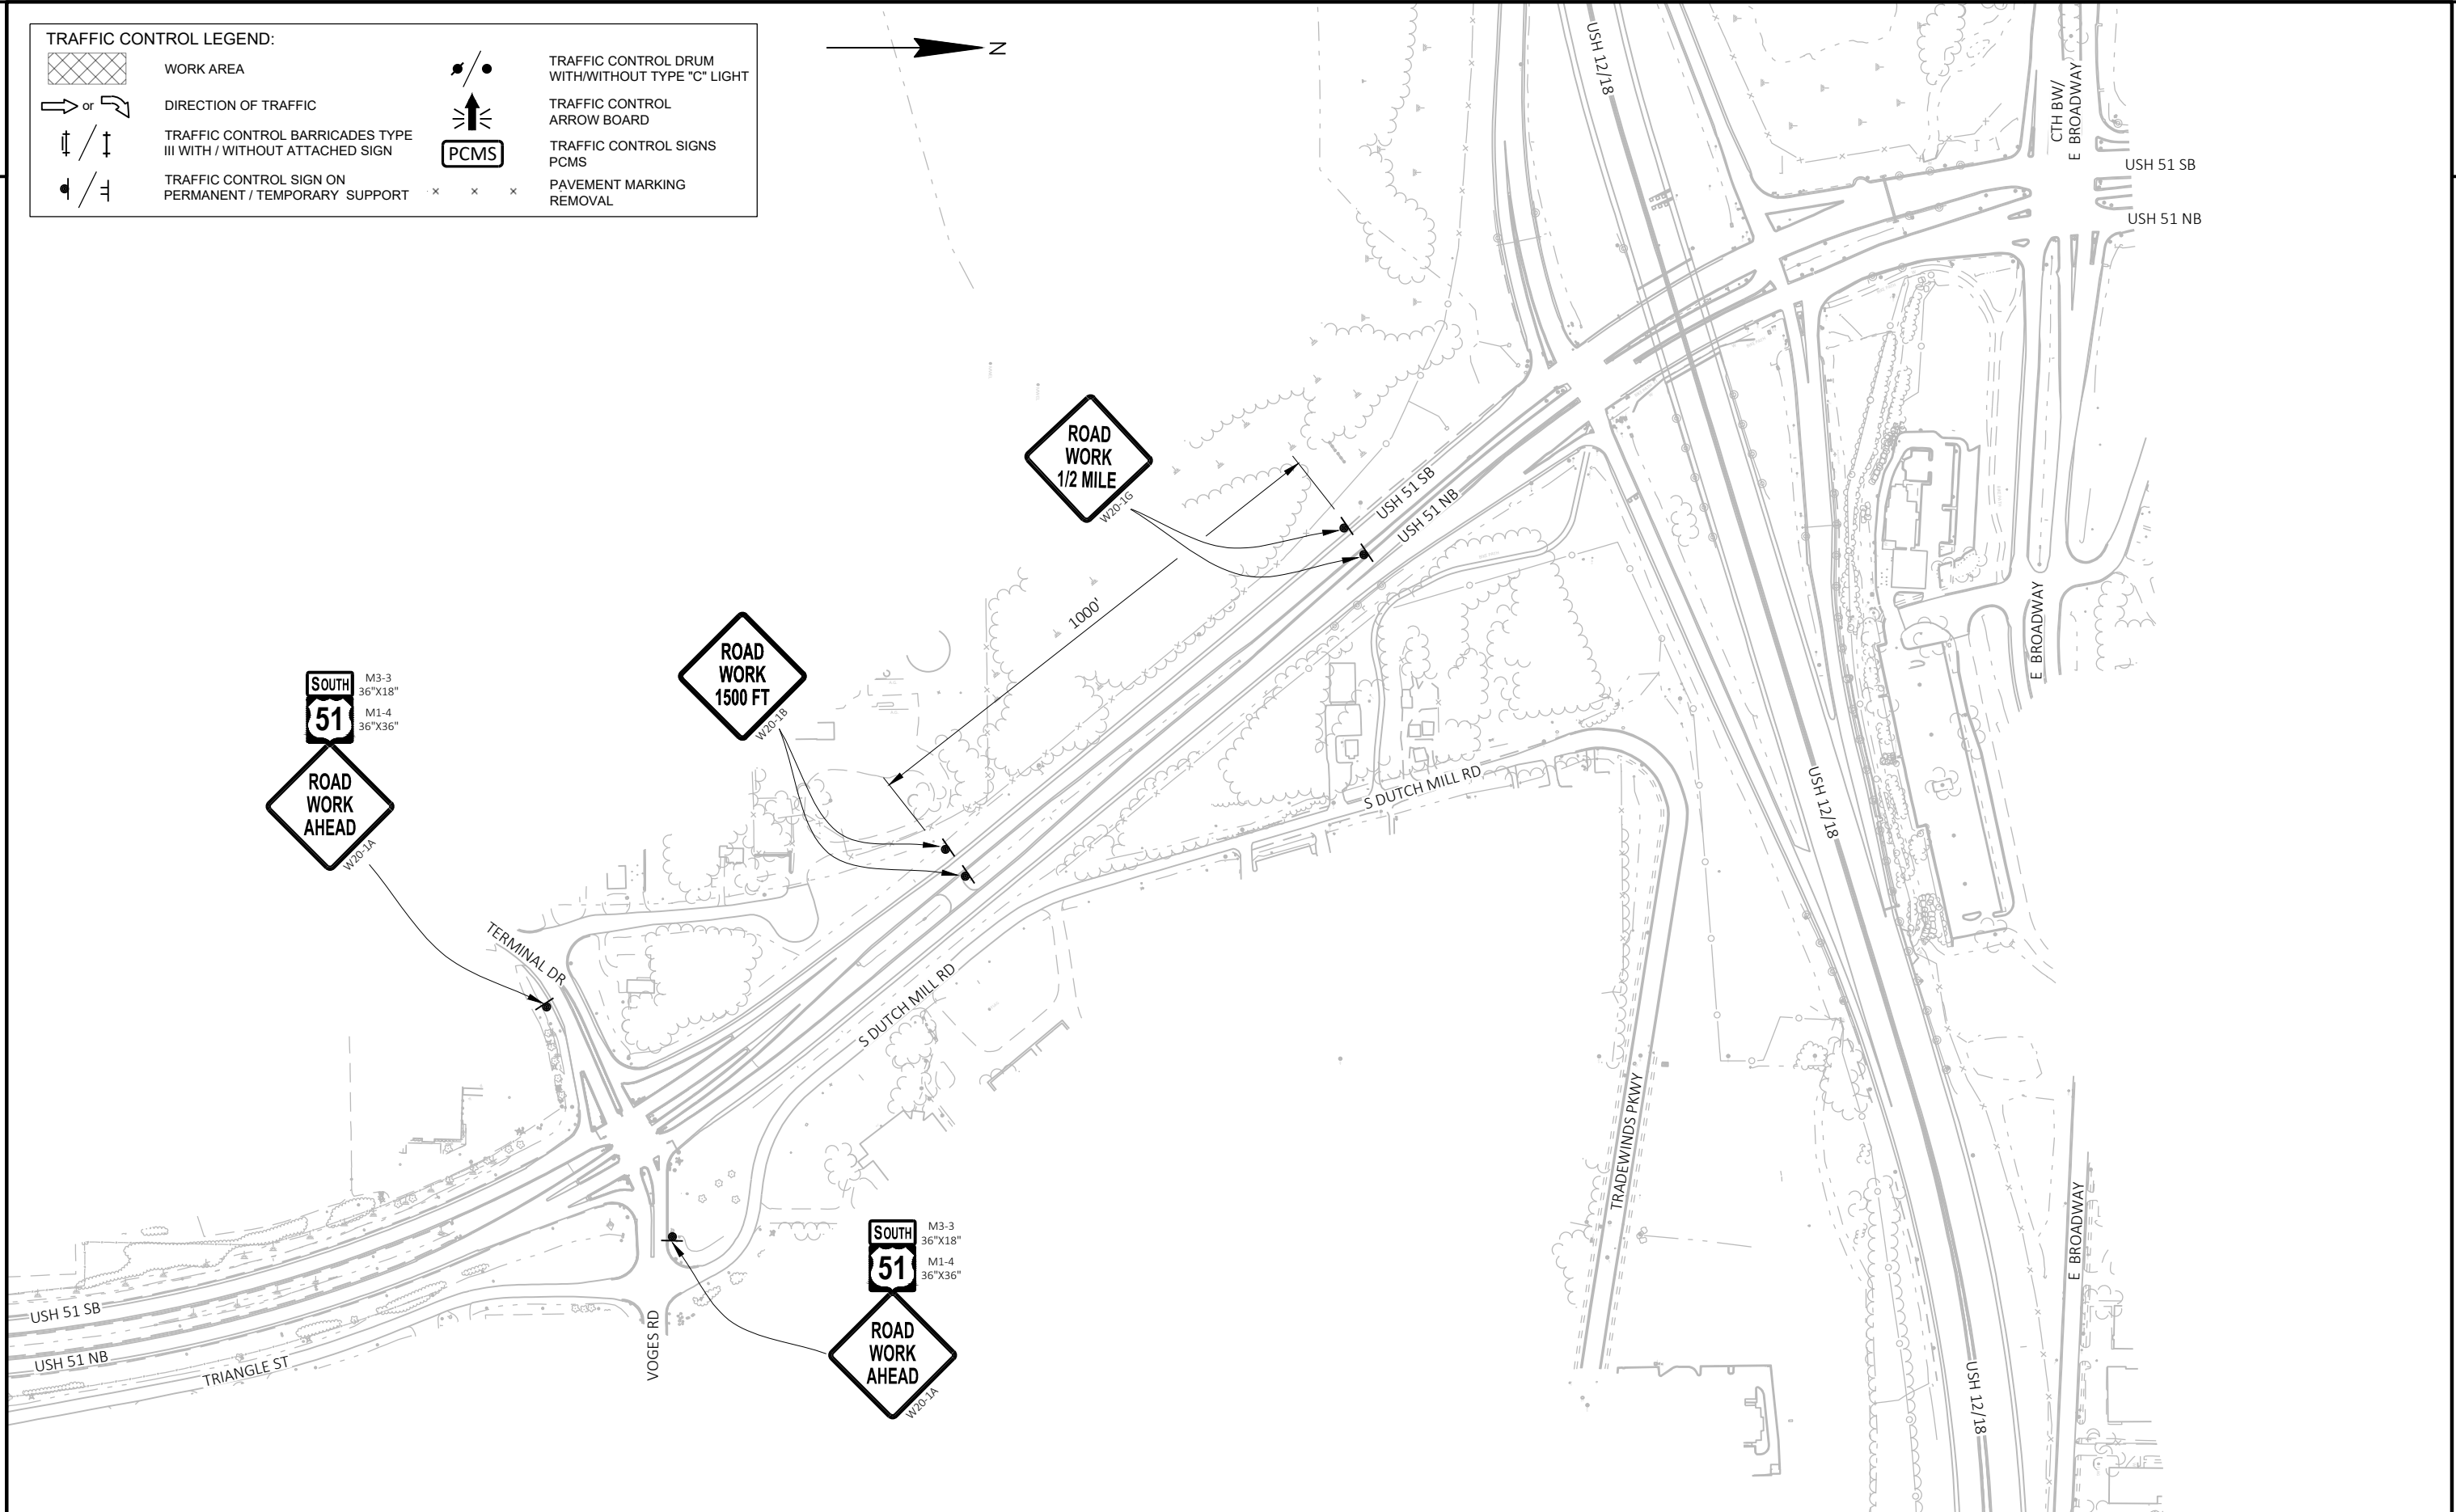 TRAFFIC CONTROL LEGEND:
WORK AREA
or
DIRECTION OF TRAFFIC
TRAFFIC CONTROL BARRICADES TYPE
III WITH / WITHOUT ATTACHED SIGN
TRAFFIC CONTROL SIGN ON
PERMANENT / TEMPORARY SUPPORT
TRAFFIC CONTROL DRUM
WITH/WITHOUT TYPE "C" LIGHT
TRAFFIC CONTROL
ARROW BOARD
PCMS
TRAFFIC CONTROL SIGNS
PCMS
PAVEMENT MARKING
REMOVAL
N
USH 12/18
CTH BW/
E BROADWAY
USH 51 SB
USH 51 NB
ROAD
WORK
1/2 MILE
W20-1G
USH 51 SB
USH 51 NB
1000'
ROAD
WORK
1500 FT
W20-1B
SOUTH
M3-3
36"X18"
51
M1-4
36"X36"
ROAD
WORK
AHEAD
W20-1A
E BROADWAY
S DUTCH MILL RD
USH 12/18
TERMINAL DR
S DUTCH MILL RD
TRADEWINDS PKWY
E BROADWAY
SOUTH
M3-3
36"X18"
51
M1-4
36"X36"
ROAD
WORK
AHEAD
W20-1A
USH 51 SB
USH 51 NB
TRIANGLE ST
VOGES RD
USH 12/18